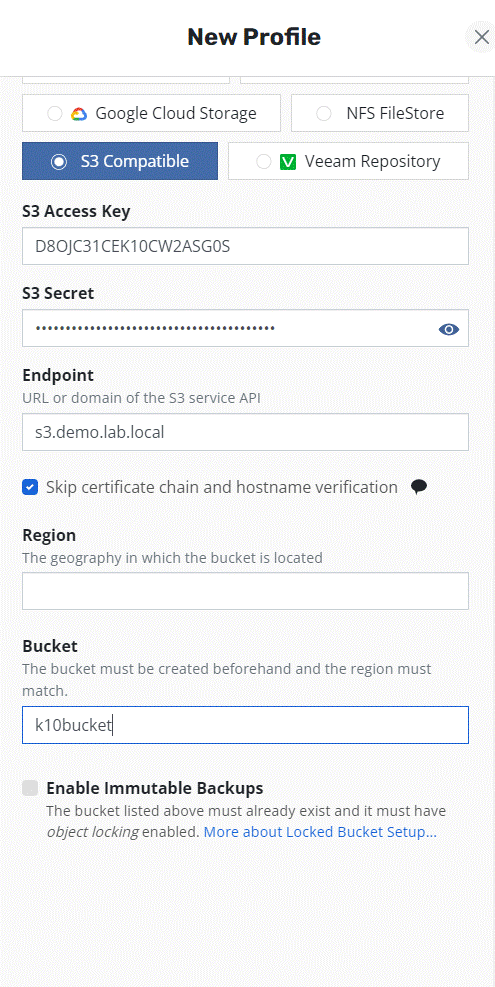 New Profile
Google Cloud Storage
NFS FileStore
S3 Compatible
Veeam Repository
S3 Access Key
D8OJC31CEK10CW2ASG0S
S3 Secret
••••••••••••••••••••••••••••••••••••••••
Endpoint
URL or domain of the S3 service API
s3.demo.lab.local
Skip certificate chain and hostname verification
Region
The geography in which the bucket is located
Bucket
The bucket must be created beforehand and the region must
match.
k10bucket
Enable Immutable Backups
The bucket listed above must already exist and it must have
object locking enabled. More about Locked Bucket Setup...